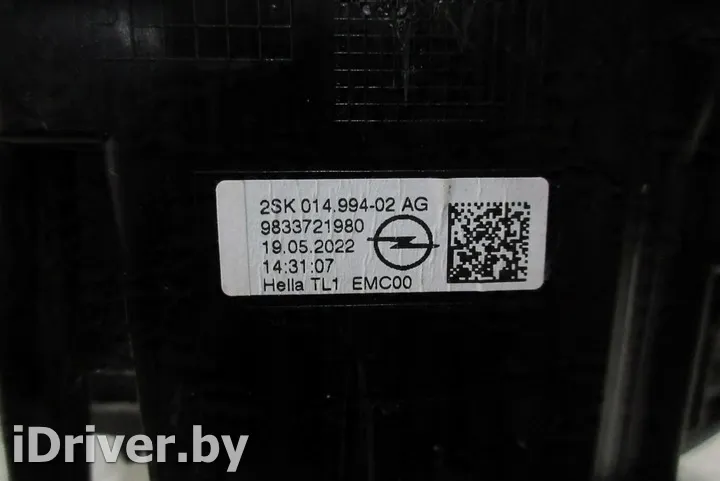 2SK 014.994-02 AG
9833721980
19.05.2022
14:31:07
Hella TL1 EMC00
iDriver.by